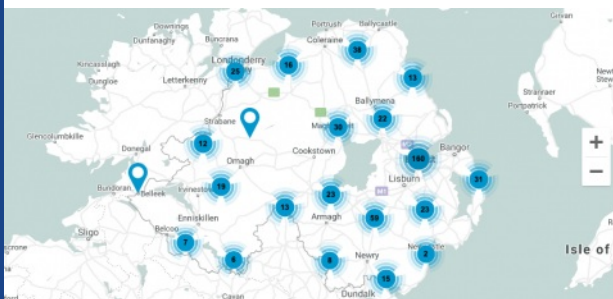 Downings
Portrush
Ballycastle
Girvan
Dunfanaghy
Buncrana
Coleraine
38
Londonderry
16
Kincasslagh
25
Letterkenny
13
Dungloe
Stranraer
Ballymena
Portpatrick
22
Strabane
30
Glencolumbkille
12
Donegal
Cookstown
160
Bangor
Omagh
Lisburn
31
19
Bundoran
Belleek
23
13
Armagh
59
23
Enniskillen
Sligo
Belcoo
7
6
8
Newry
2
Isle of
15
Cavan
Dundalk
+
−